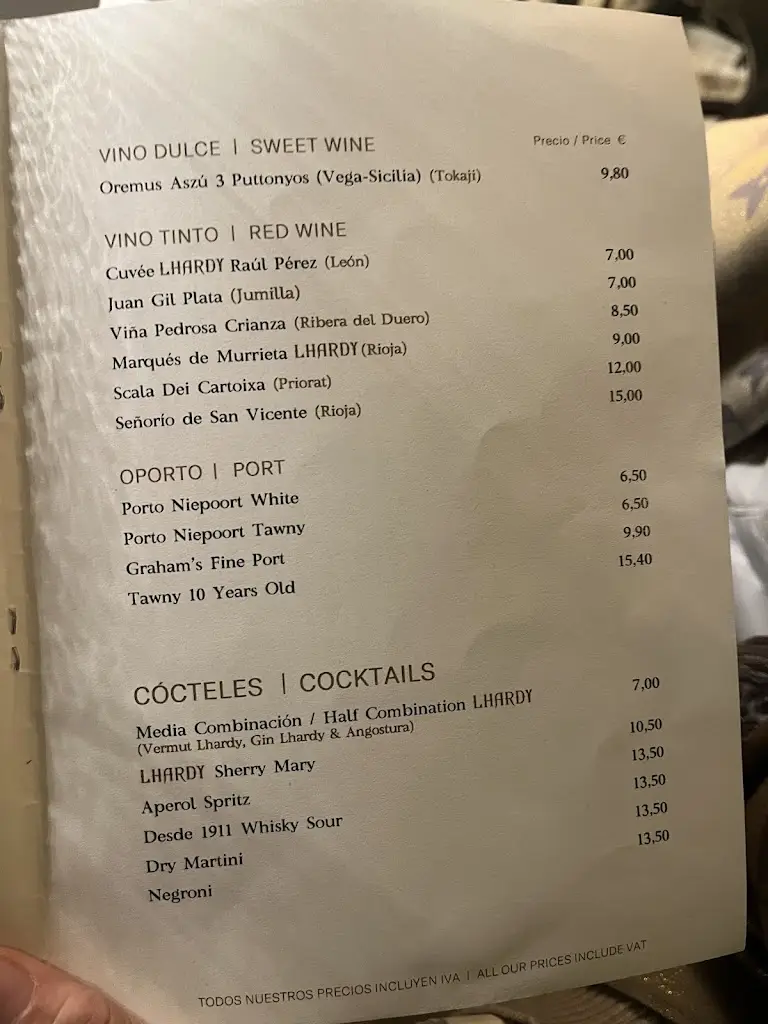 Precio / Price €
VINO DULCE | SWEET WINE
Oremus Aszú 3 Puttonyos (Vega-Sicilia) (Tokaji) 9,80
VINO TINTO | RED WINE
Cuvée LHARDY Raúl Pérez (León) 7,00
Juan Gil Plata (Jumilla) 7,00
Viña Pedrosa Crianza (Ribera del Duero) 8,50
Marqués de Murrieta LHARDY (Rioja) 9,00
Scala Dei Cartoixa (Priorat) 12,00
Señorío de San Vicente (Rioja) 15,00
OPORTO | PORT
Porto Niepoort White 6,50
Porto Niepoort Tawny 6,50
Graham's Fine Port 9,90
Tawny 10 Years Old 15,40
CÓCTELES | COCKTAILS
Media Combinación / Half Combination LHARDY 7,00
(Vermut Lhardy, Gin Lhardy & Angostura)
LHARDY Sherry Mary 10,50
Aperol Spritz 13,50
Desde 1911 Whisky Sour 13,50
Dry Martini 13,50
Negroni 13,50
TODOS NUESTROS PRECIOS INCLUYEN IVA | ALL OUR PRICES INCLUDE VAT